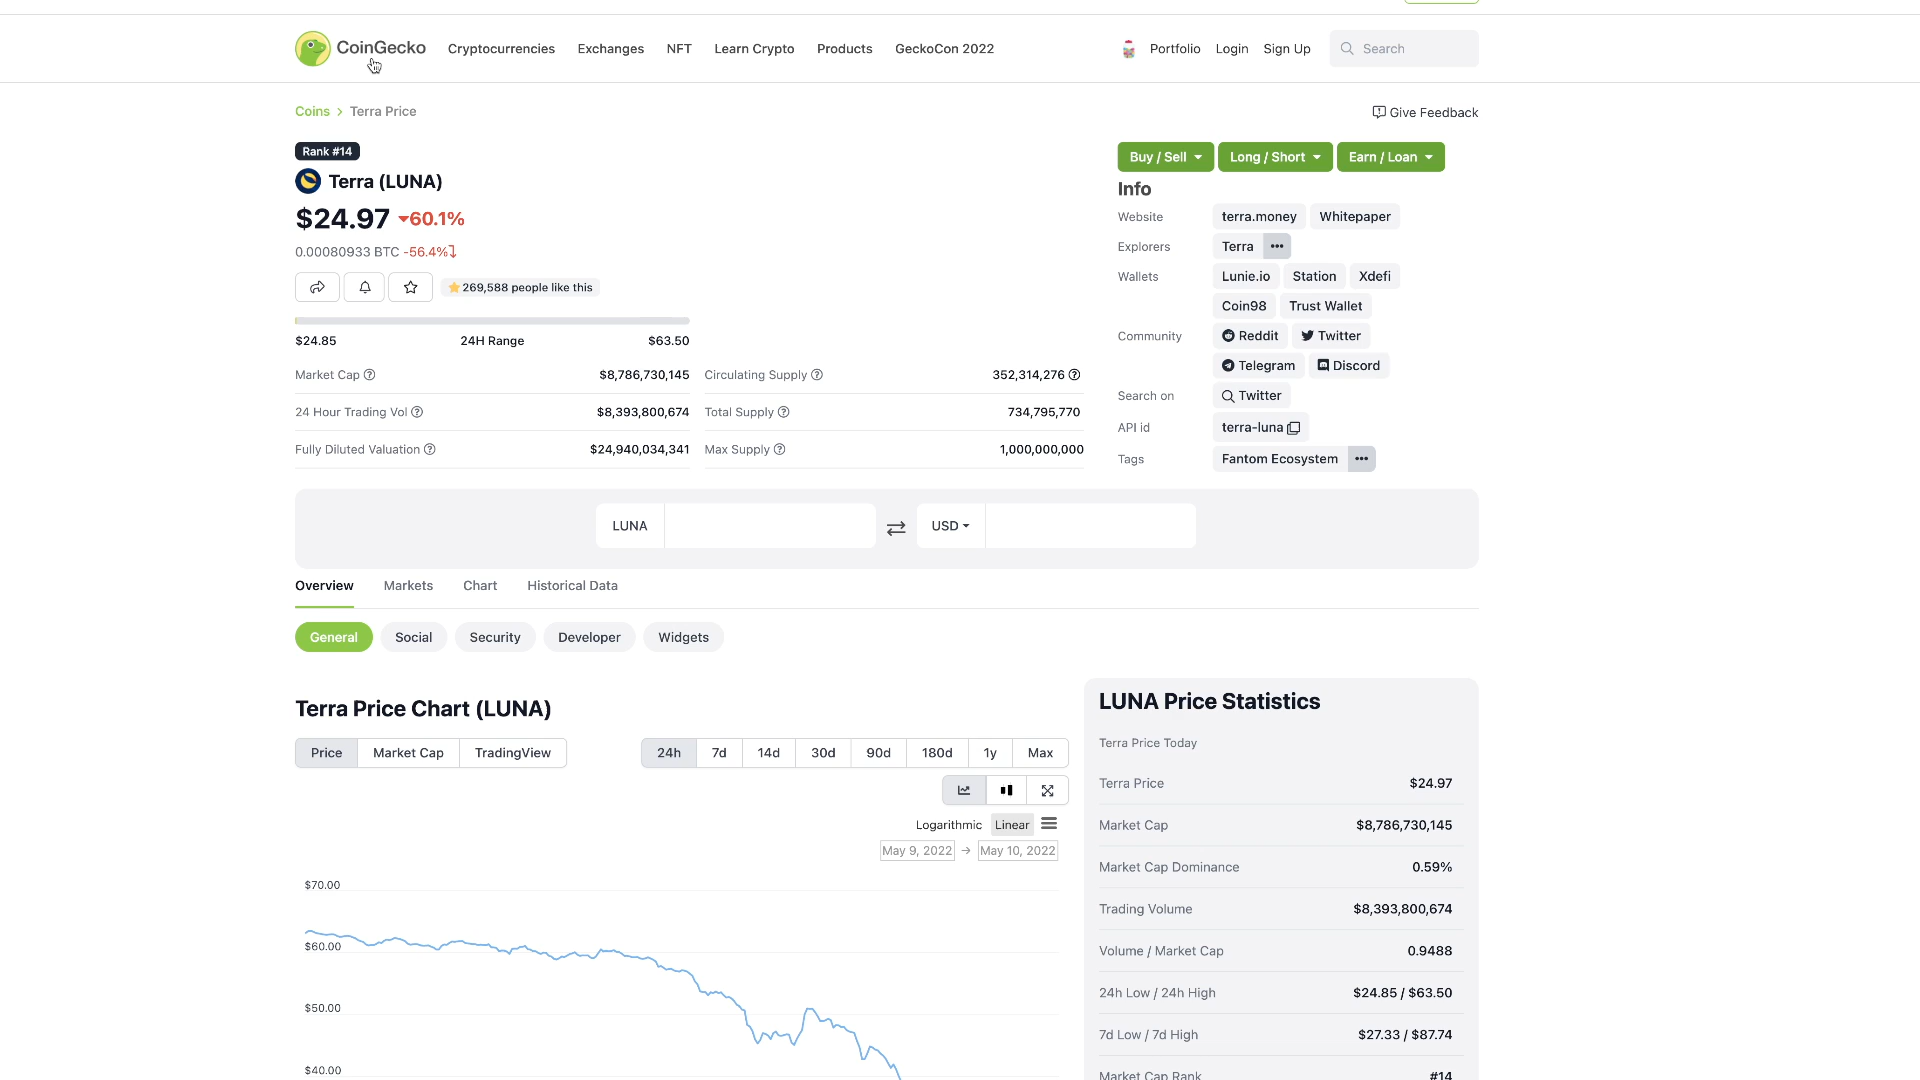 CoinGecko Cryptocurrencies Exchanges NFT Learn Crypto Products GeckoCon 2022 Portfolio Login Sign Up Search
Coins > Terra Price
Give Feedback
Rank #14
Terra (LUNA)
$24.97 60.1%
0.00080933 BTC -56.4%
269,588 people like this
$24.85 24H Range $63.50
Market Cap $8,786,730,145
24 Hour Trading Vol $8,393,800,674
Fully Diluted Valuation $24,940,034,341
Circulating Supply 352,314,276
Total Supply 734,795,770
Max Supply 1,000,000,000
Buy / Sell Long / Short Earn / Loan
Info
Website terra.money Whitepaper
Explorers Terra •••
Wallets Lunie.io Station Xdefi
Coin98 Trust Wallet
Community Reddit Twitter
Telegram Discord
Search on Twitter
API id terra-luna
Tags Fantom Ecosystem •••
LUNA USD
Overview Markets Chart Historical Data
General Social Security Developer Widgets
Terra Price Chart (LUNA)
Price Market Cap TradingView 24h 7d 14d 30d 90d 180d 1y Max
Logarithmic Linear
May 9, 2022 → May 10, 2022
$70.00
$60.00
$50.00
$40.00
LUNA Price Statistics
Terra Price Today
Terra Price $24.97
Market Cap $8,786,730,145
Market Cap Dominance 0.59%
Trading Volume $8,393,800,674
Volume / Market Cap 0.9488
24h Low / 24h High $24.85 / $63.50
7d Low / 7d High $27.33 / $87.74
Market Cap Rank #14